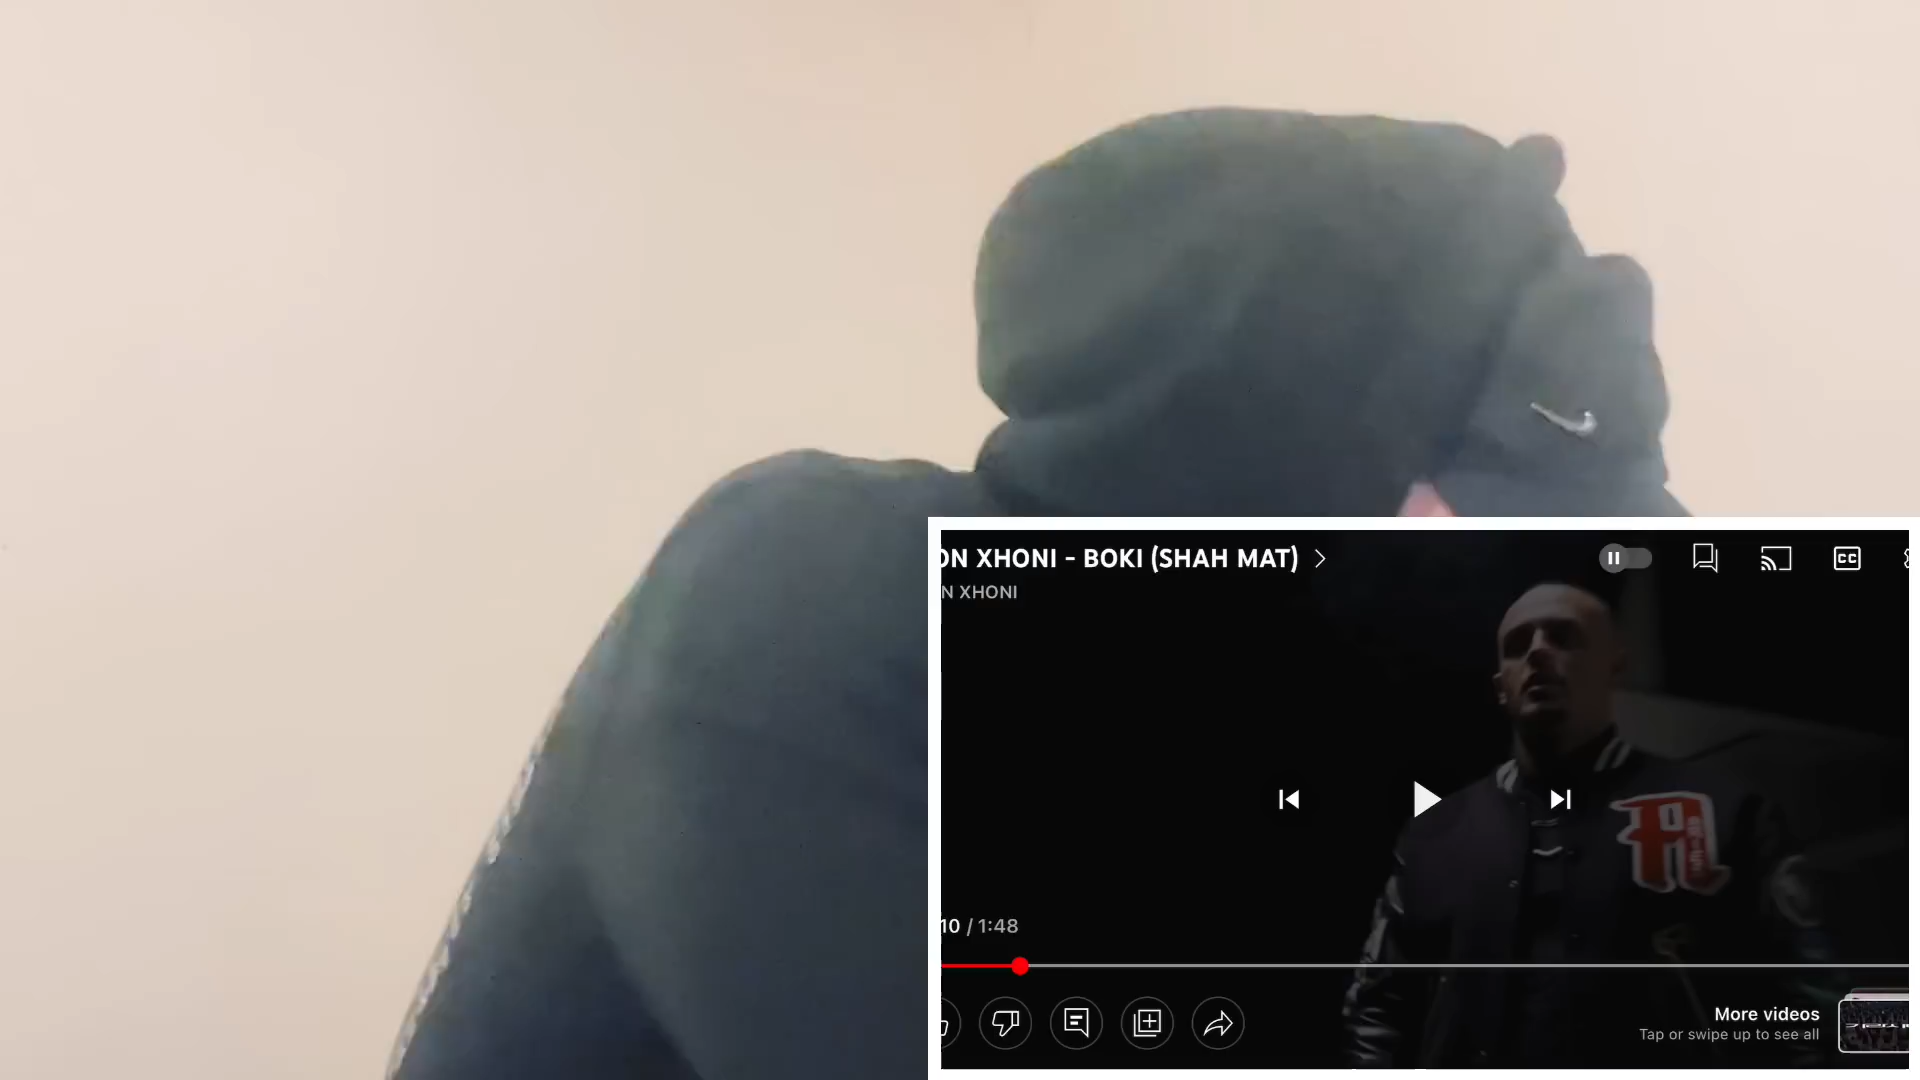 ON XHONI - BOKI (SHAH MAT)
N XHONI
10 / 1:48
More videos
Tap or swipe up to see all